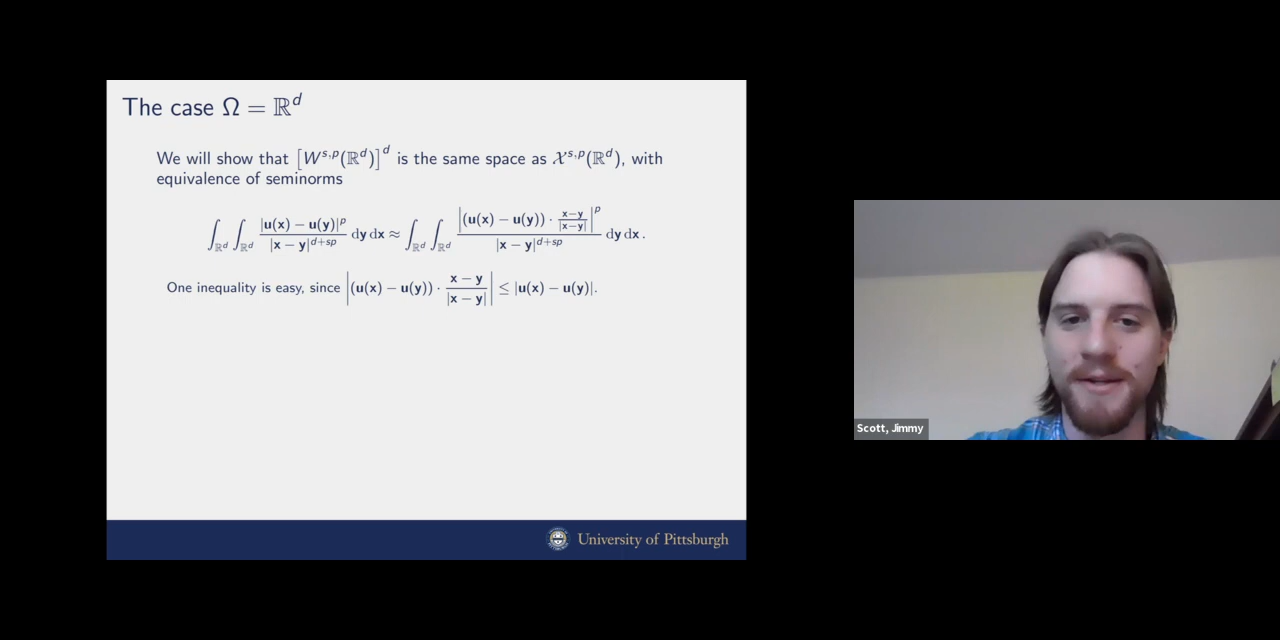 The case Ω = ℝ^d
We will show that [W^{s,p}(ℝ^d)]^d is the same space as 𝒳^{s,p}(ℝ^d), with
equivalence of seminorms
∫_{ℝ^d} ∫_{ℝ^d} |u(x) − u(y)|^p / |x − y|^{d+sp} dy dx ≈ ∫_{ℝ^d} ∫_{ℝ^d} |(u(x) − u(y)) · (x−y)/|x−y||^p / |x − y|^{d+sp} dy dx .
One inequality is easy, since |(u(x) − u(y)) · (x − y)/|x − y|| ≤ |u(x) − u(y)|.
University of Pittsburgh
Scott, Jimmy